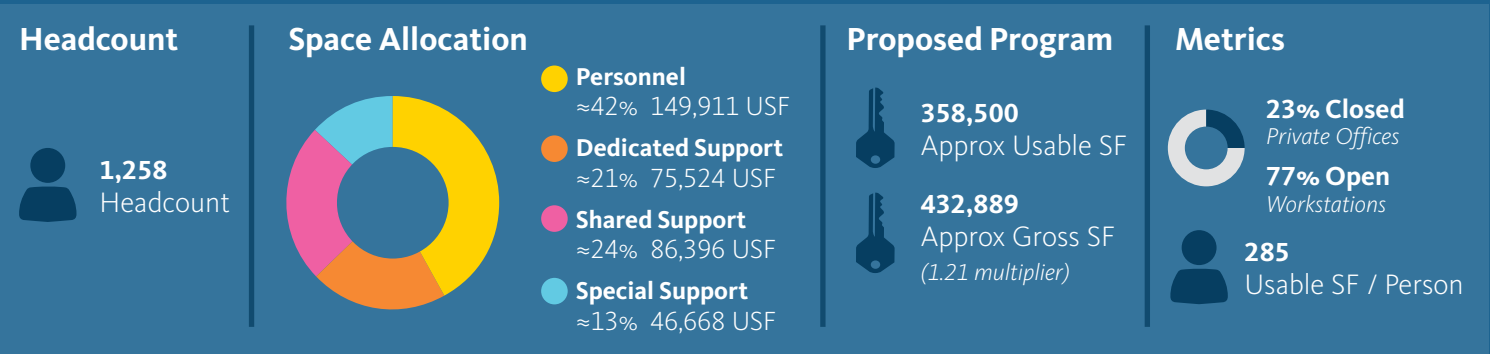 Headcount
1,258
Headcount
Space Allocation
Personnel
≈42% 149,911 USF
Dedicated Support
≈21% 75,524 USF
Shared Support
≈24% 86,396 USF
Special Support
≈13% 46,668 USF
Proposed Program
358,500
Approx Usable SF
432,889
Approx Gross SF
(1.21 multiplier)
Metrics
23% Closed
Private Offices
77% Open
Workstations
285
Usable SF / Person